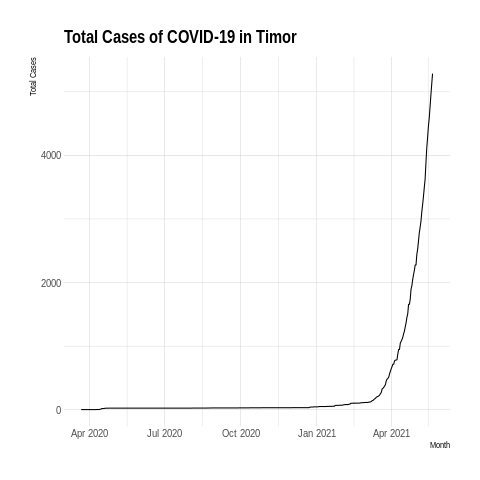 Total Cases of COVID-19 in Timor
Total Cases
4000
2000
0
Apr 2020
Jul 2020
Oct 2020
Jan 2021
Apr 2021
Month